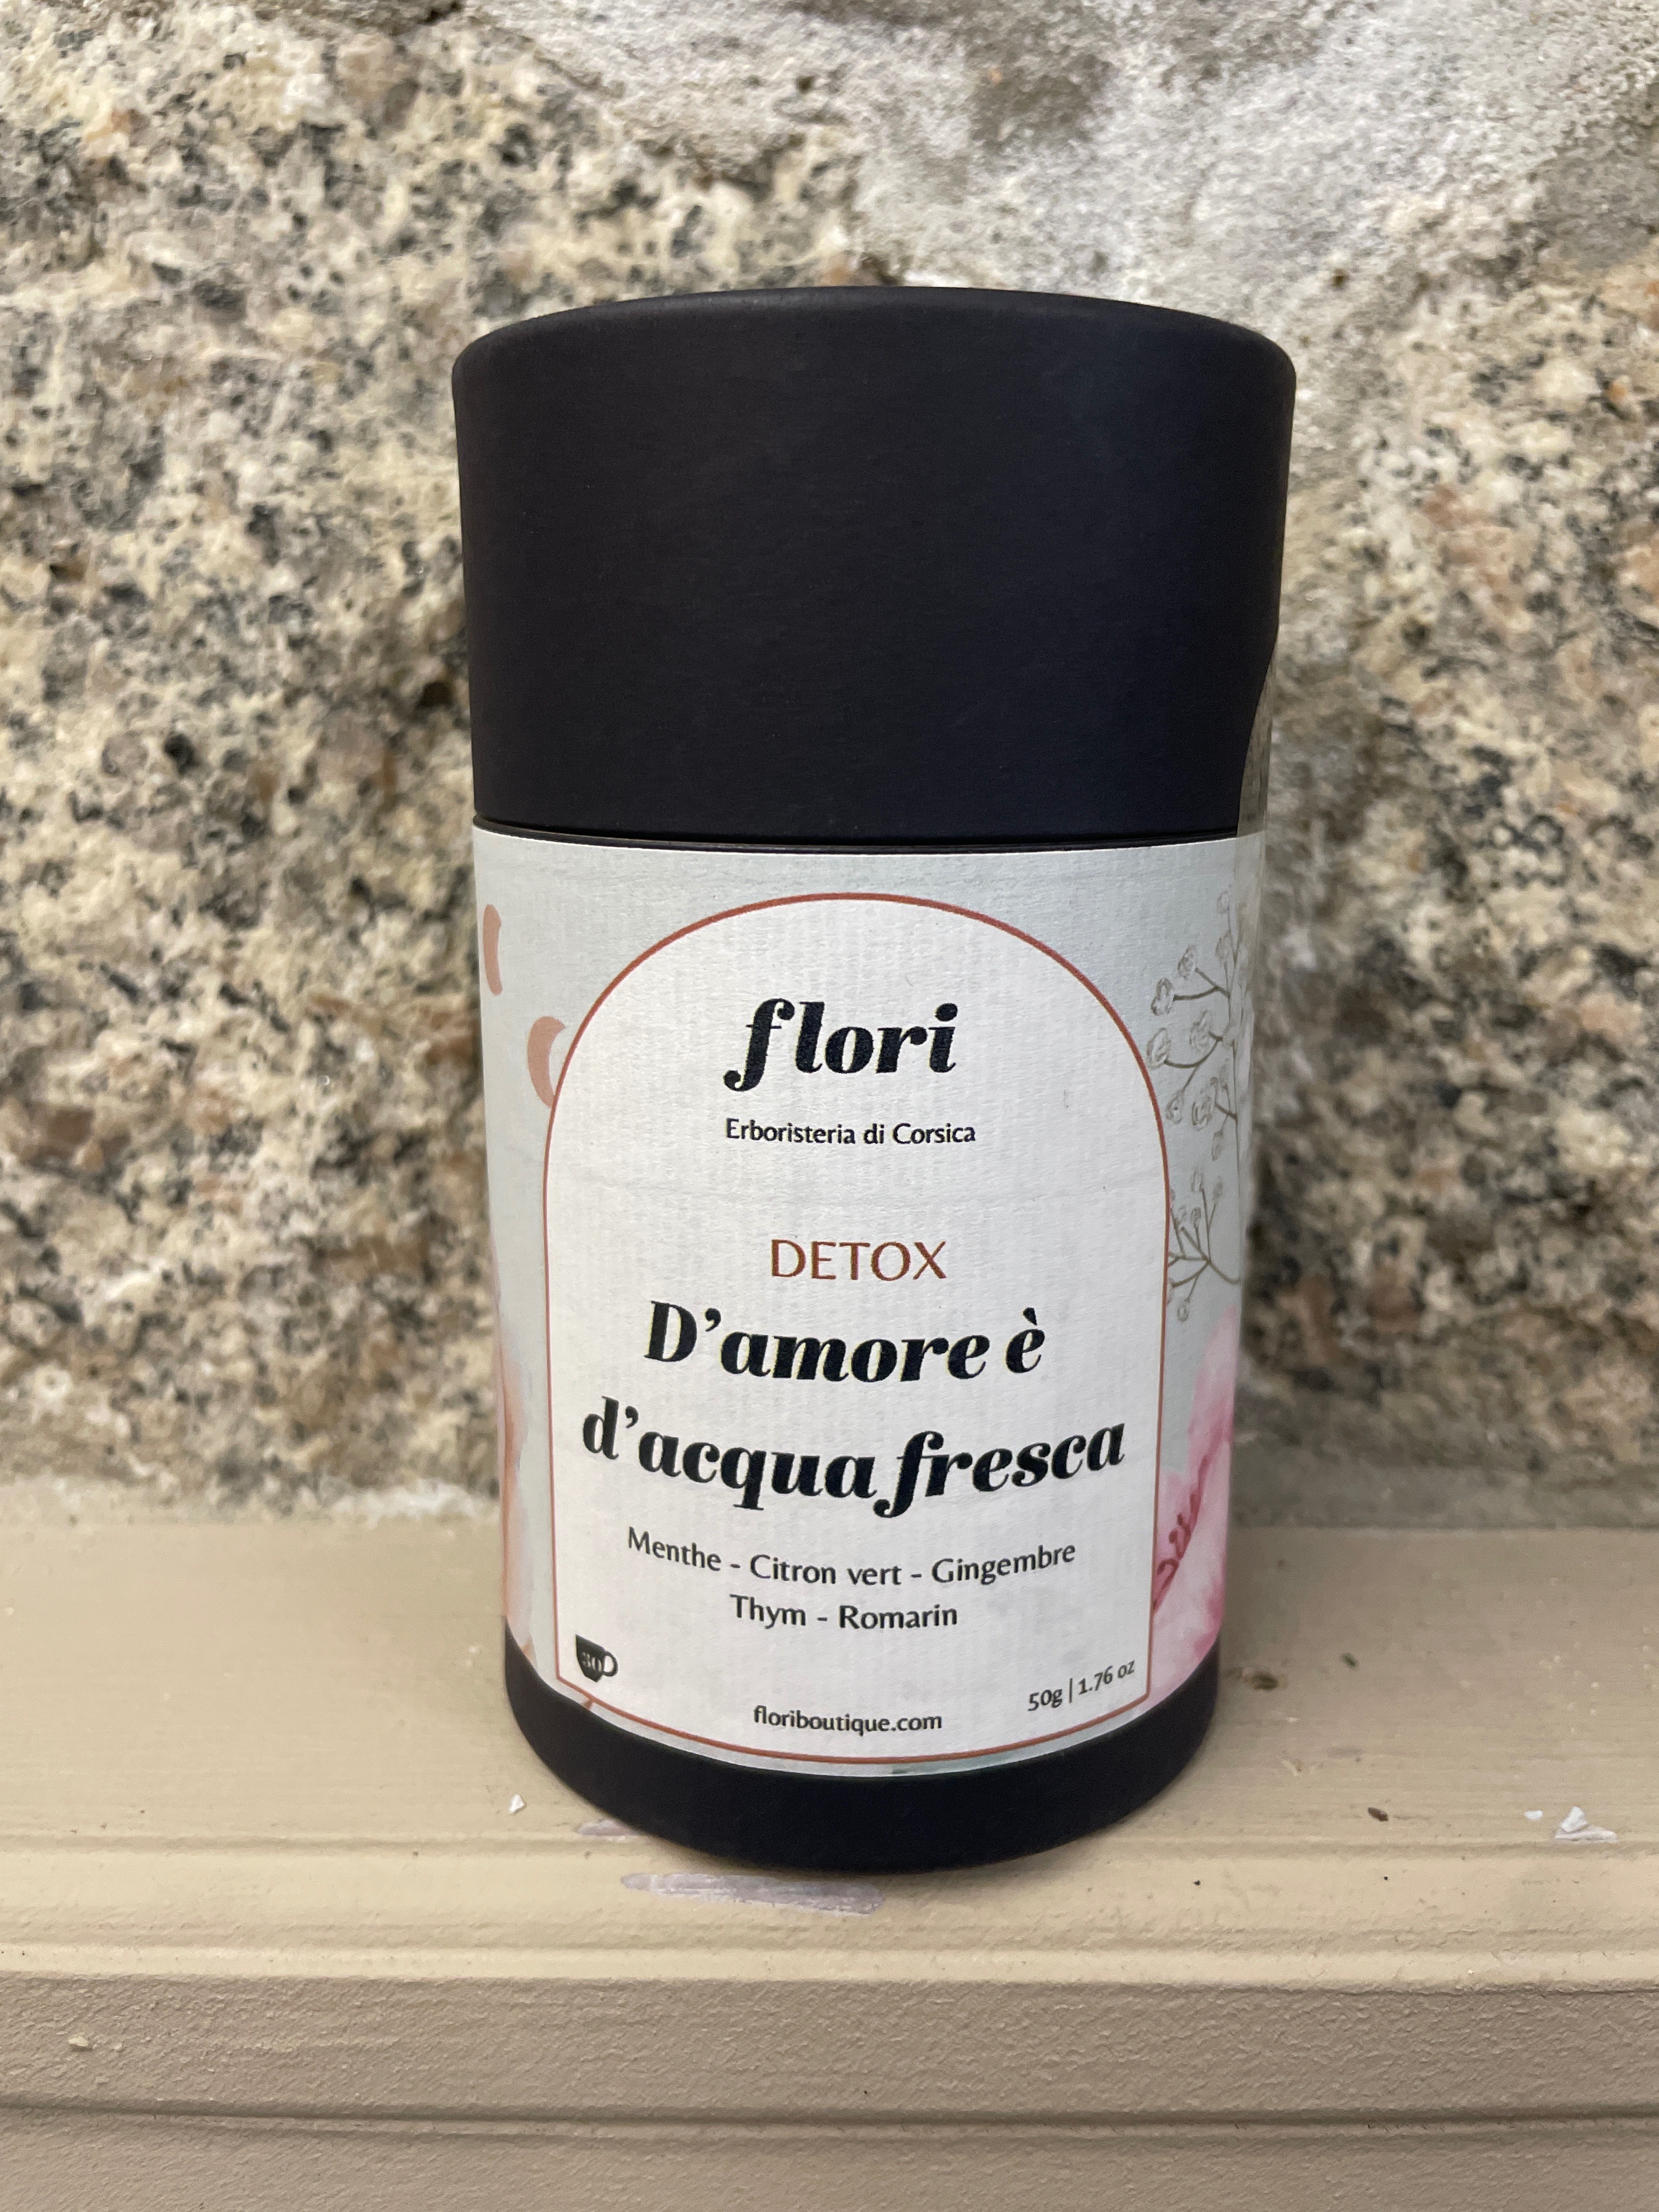 flori
Erboristeria di Corsica
DETOX
D'amore è
d'acqua fresca
Menthe - Citron vert - Gingembre
Thym - Romarin
30
50g | 1.76 oz
floriboutique.com